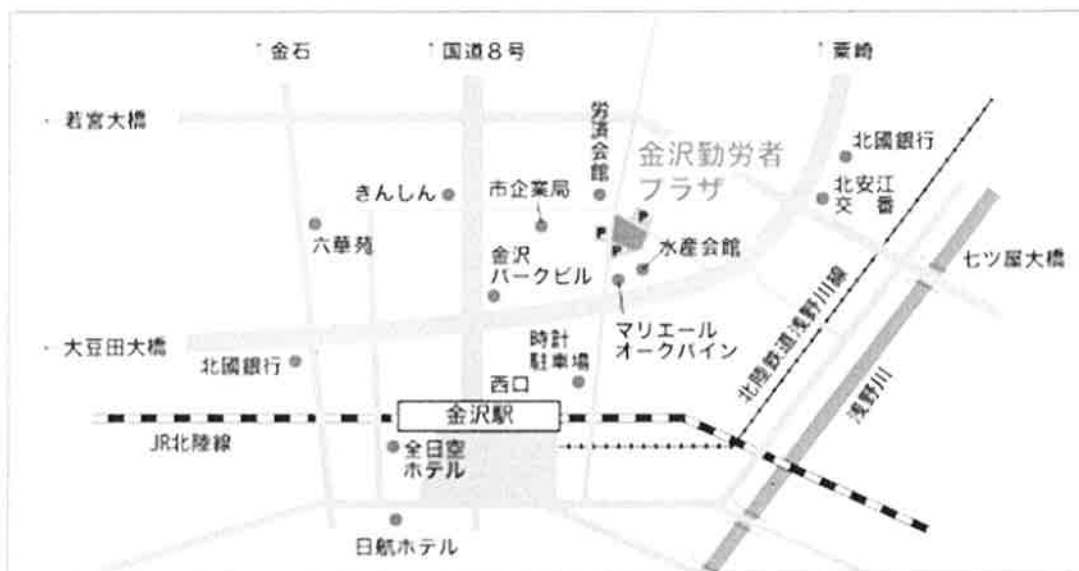 ↑金石
↑国道8号
↑粟崎
← 若宮大橋
労済会館
金沢勤労者
プラザ
北國銀行
きんしん
市企業局
北安江
交番
P
P
P
六華苑
金沢
パークビル
水産会館
七ツ屋大橋
マリエール
オークパイン
← 大豆田大橋
北國銀行
時計
駐車場
北陸鉄道浅野川線
浅野川
西口
金沢駅
JR北陸線
全日空
ホテル
日航ホテル